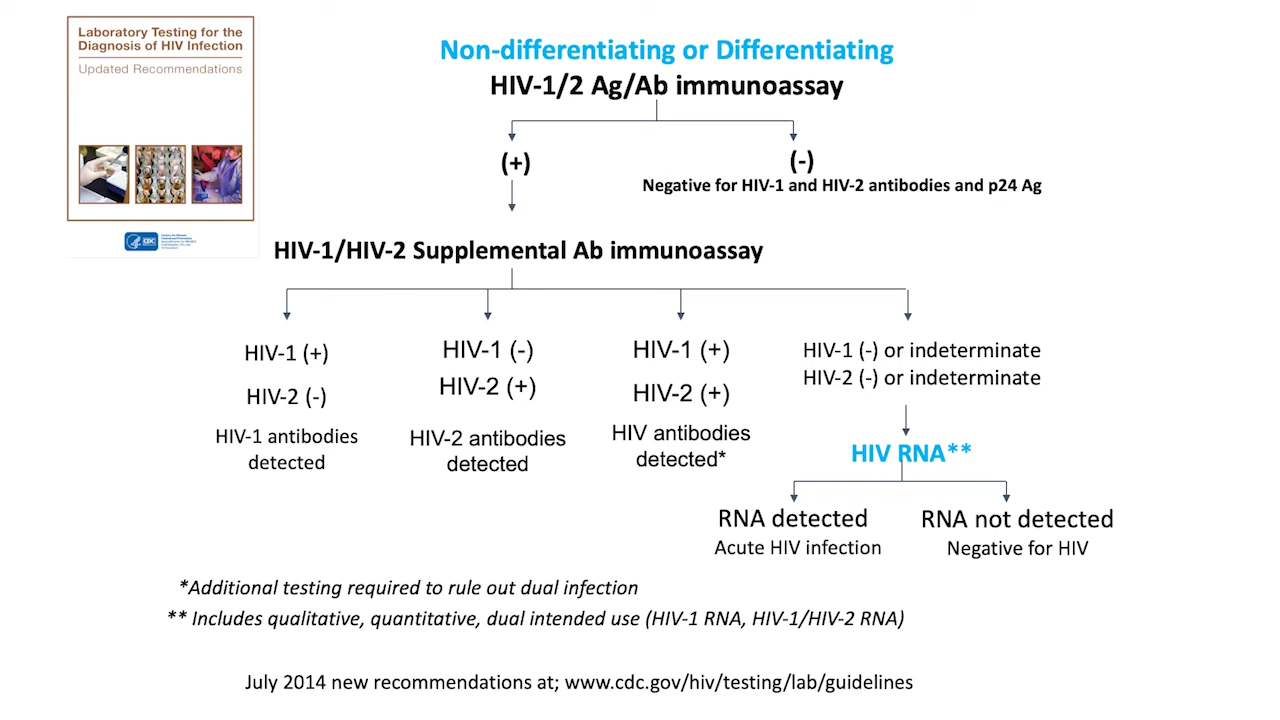 Laboratory Testing for the
Diagnosis of HIV Infection
Updated Recommendations
CDC
Non-differentiating or Differentiating
HIV-1/2 Ag/Ab immunoassay
(+)
(-)
Negative for HIV-1 and HIV-2 antibodies and p24 Ag
HIV-1/HIV-2 Supplemental Ab immunoassay
HIV-1 (+)
HIV-2 (-)
HIV-1 antibodies
detected
HIV-1 (-)
HIV-2 (+)
HIV-2 antibodies
detected
HIV-1 (+)
HIV-2 (+)
HIV antibodies
detected*
HIV-1 (-) or indeterminate
HIV-2 (-) or indeterminate
HIV RNA**
RNA detected
Acute HIV infection
RNA not detected
Negative for HIV
*Additional testing required to rule out dual infection
** Includes qualitative, quantitative, dual intended use (HIV-1 RNA, HIV-1/HIV-2 RNA)
July 2014 new recommendations at; www.cdc.gov/hiv/testing/lab/guidelines